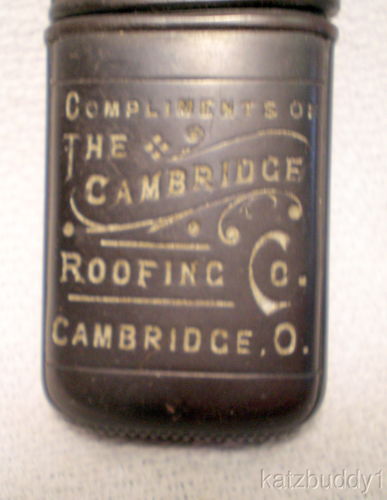 COMPLIMENTS OF
THE
CAMBRIDGE
ROOFING CO.
CAMBRIDGE, O.
katzbuddy1